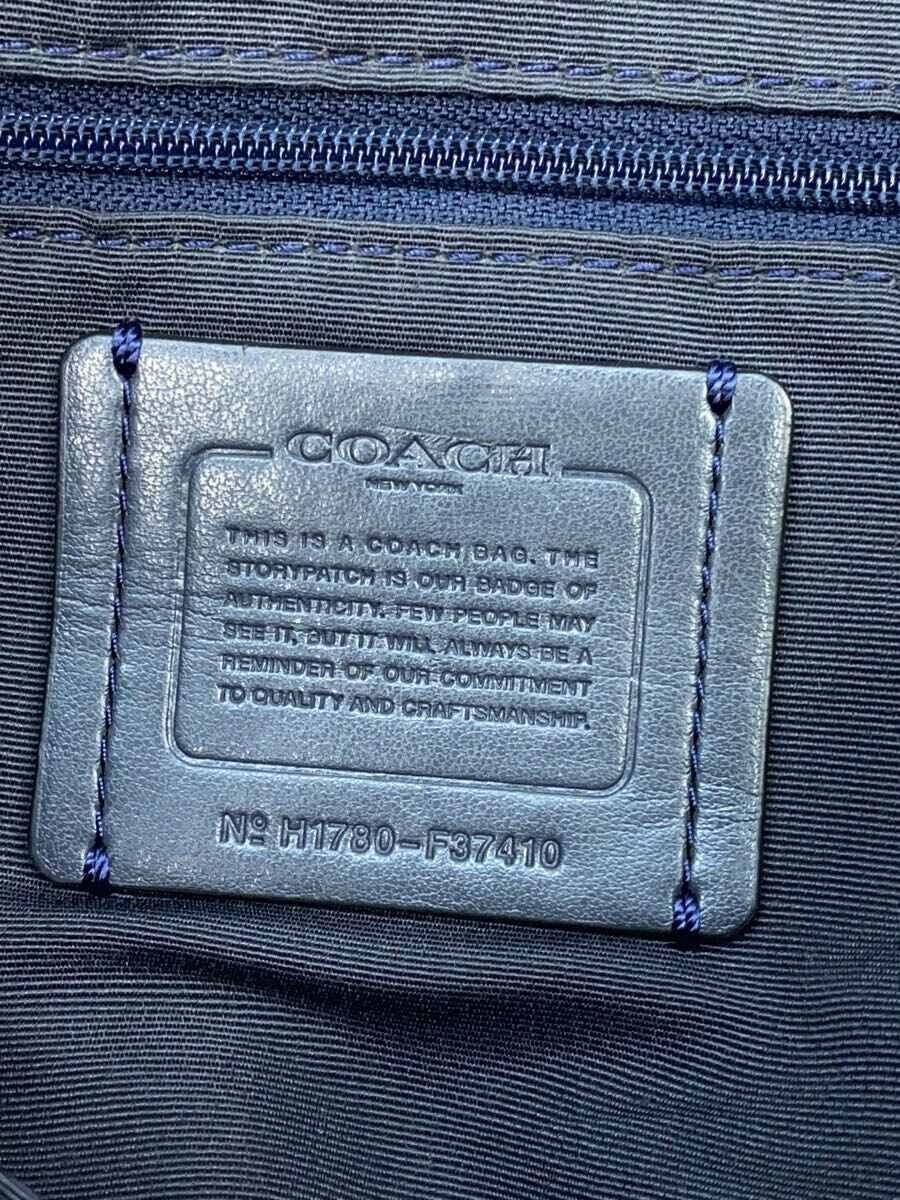 COACH
NEW YORK
THIS IS A COACH BAG. THE
STORYPATCH IS OUR BADGE OF
AUTHENTICITY. FEW PEOPLE MAY
SEE IT, BUT IT WILL ALWAYS BE A
REMINDER OF OUR COMMITMENT
TO QUALITY AND CRAFTSMANSHIP.
Nº H1780-F37410